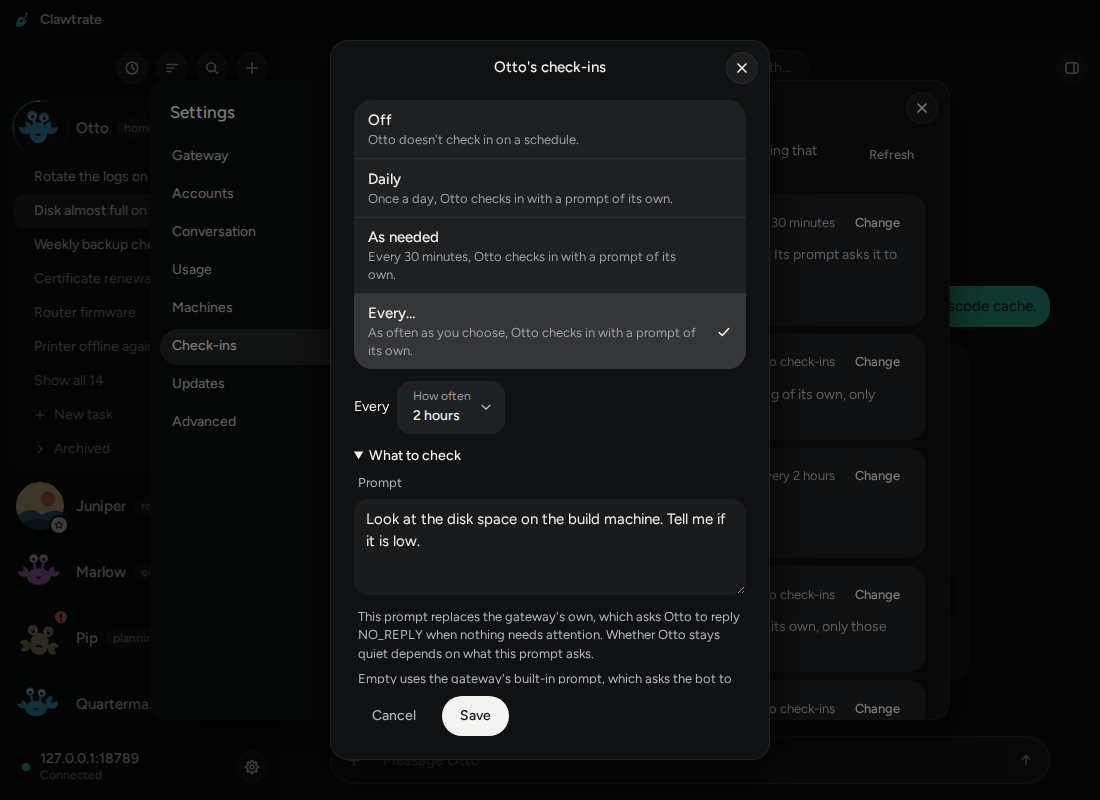 Clawtrate
Otto's check-ins
Off
Otto doesn't check in on a schedule.
Daily
Once a day, Otto checks in with a prompt of its own.
As needed
Every 30 minutes, Otto checks in with a prompt of its
own.
Every...
As often as you choose, Otto checks in with a prompt of
its own.
Every
How often
2 hours
What to check
Prompt
Look at the disk space on the build machine. Tell me if
it is low.
This prompt replaces the gateway's own, which asks Otto to reply
NO_REPLY when nothing needs attention. Whether Otto stays
quiet depends on what this prompt asks.
Empty uses the gateway's built-in prompt, which asks the bot to
Cancel
Save
Settings
Gateway
Accounts
Conversation
Usage
Machines
Check-ins
Updates
Advanced
ing that
Refresh
30 minutes
Change
Its prompt asks it to
check-ins
Change
g of its own, only
every 2 hours
Change
check-ins
Change
its own, only those
check-ins
Change
Otto
Rotate the logs on
Disk almost full on
Weekly backup
Certificate
Router firmware
Printer offline again
Show all 14
New task
Archived
Juniper
Marlow
Pip
planning
127.0.0.1:18789
Connected
cache.
Message Otto